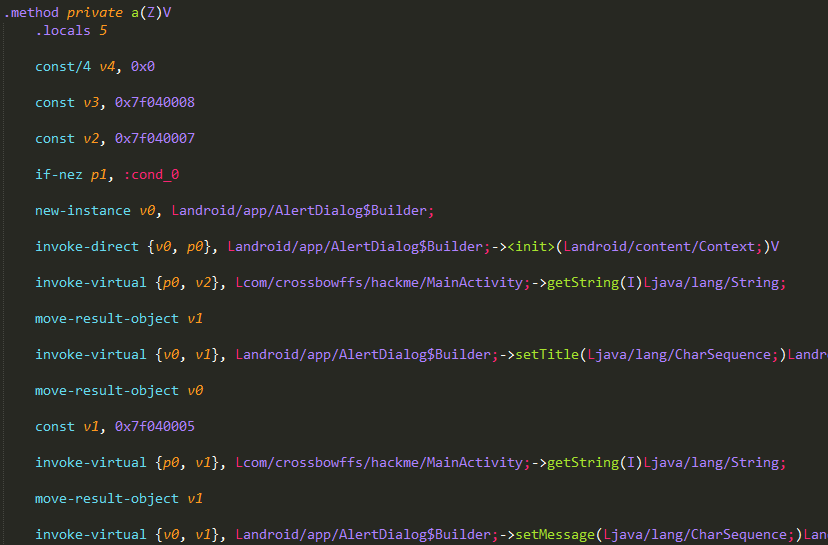 .method private a(Z)V
.locals 5
const/4 v4, 0x0
const v3, 0x7f040008
const v2, 0x7f040007
if-nez p1, :cond_0
new-instance v0, Landroid/app/AlertDialog$Builder;
invoke-direct {v0, p0}, Landroid/app/AlertDialog$Builder;-><init>(Landroid/content/Context;)V
invoke-virtual {p0, v2}, Lcom/crossbowffs/hackme/MainActivity;->getString(I)Ljava/lang/String;
move-result-object v1
invoke-virtual {v0, v1}, Landroid/app/AlertDialog$Builder;->setTitle(Ljava/lang/CharSequence;)Landr
move-result-object v0
const v1, 0x7f040005
invoke-virtual {p0, v1}, Lcom/crossbowffs/hackme/MainActivity;->getString(I)Ljava/lang/String;
move-result-object v1
invoke-virtual {v0, v1}, Landroid/app/AlertDialog$Builder;->setMessage(Ljava/lang/CharSequence;)Lan